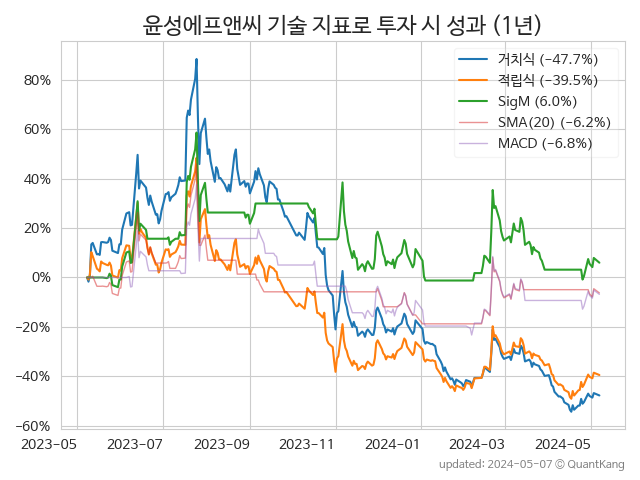 윤성에프앤씨 기술 지표로 투자 시 성과 (1년)
거치식 (−47.7%)
적립식 (−39.5%)
SigM (6.0%)
SMA(20) (−6.2%)
MACD (−6.8%)
80%
60%
40%
20%
0%
−20%
−40%
−60%
2023−05 2023−07 2023−09 2023−11 2024−01 2024−03 2024−05
updated: 2024-05-07 © QuantKang